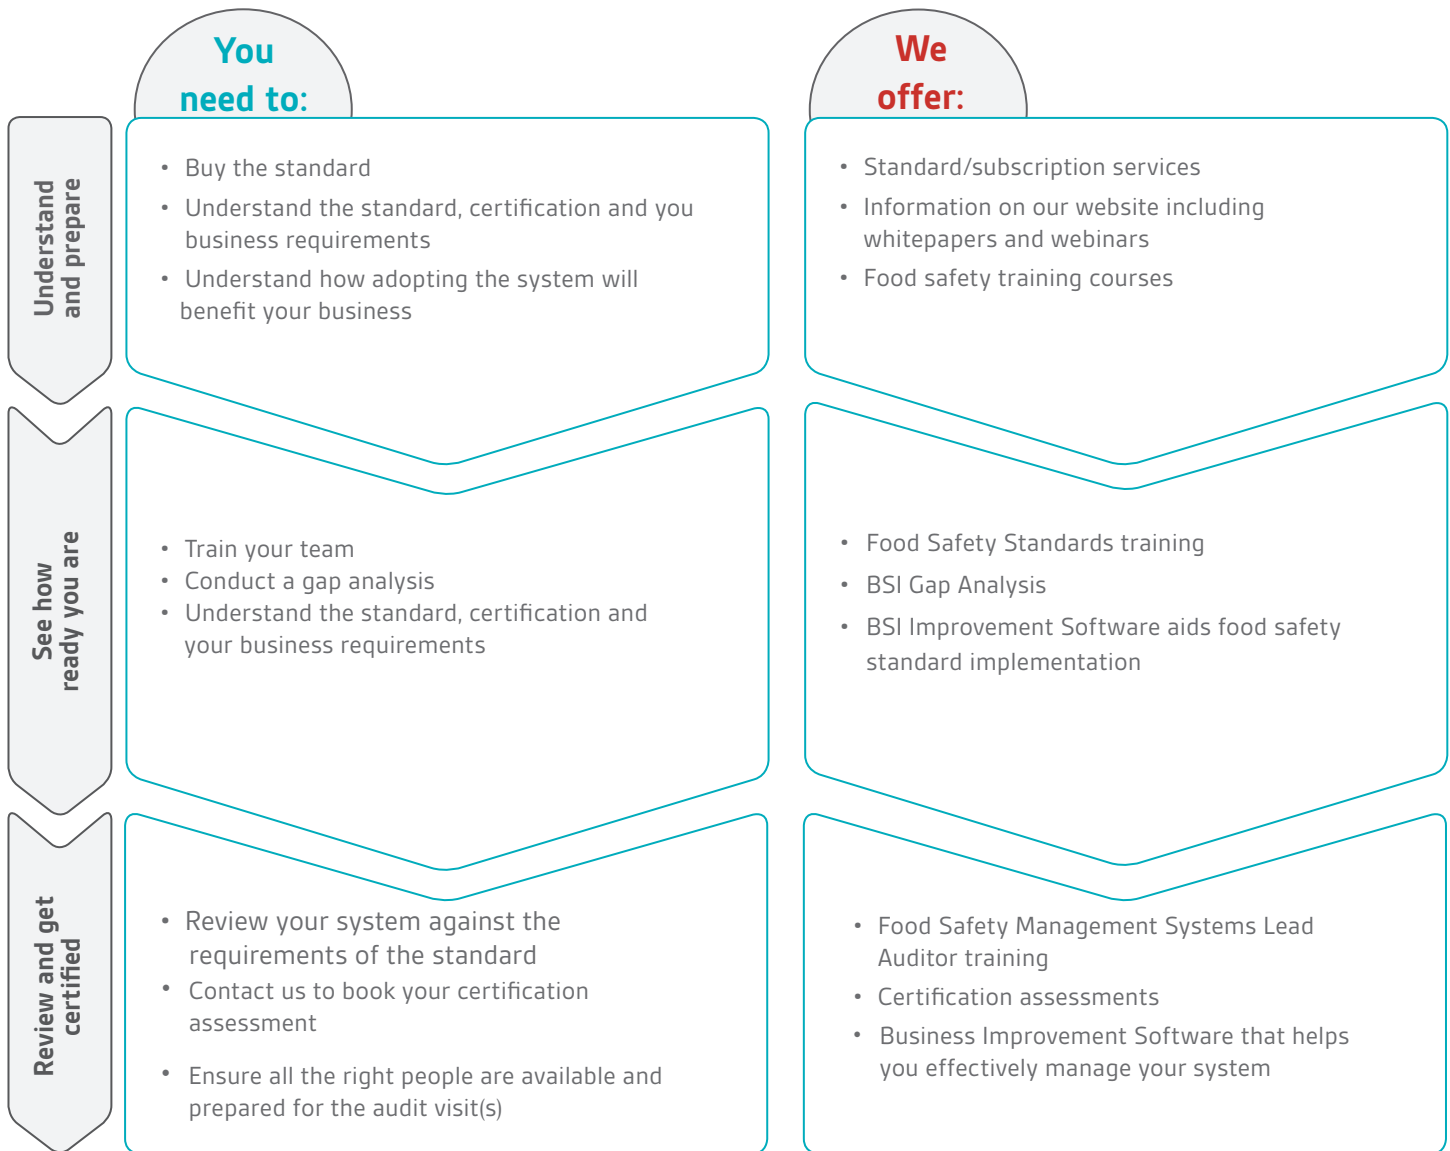 You
need to:
We
offer:
Understand
and prepare
• Buy the standard
• Understand the standard, certification and you
business requirements
• Understand how adopting the system will
benefit your business
• Standard/subscription services
• Information on our website including
whitepapers and webinars
• Food safety training courses
See how
ready you are
• Train your team
• Conduct a gap analysis
• Understand the standard, certification and
your business requirements
• Food Safety Standards training
• BSI Gap Analysis
• BSI Improvement Software aids food safety
standard implementation
Review and get
certified
• Review your system against the
requirements of the standard
• Contact us to book your certification
assessment
• Ensure all the right people are available and
prepared for the audit visit(s)
• Food Safety Management Systems Lead
Auditor training
• Certification assessments
• Business Improvement Software that helps
you effectively manage your system